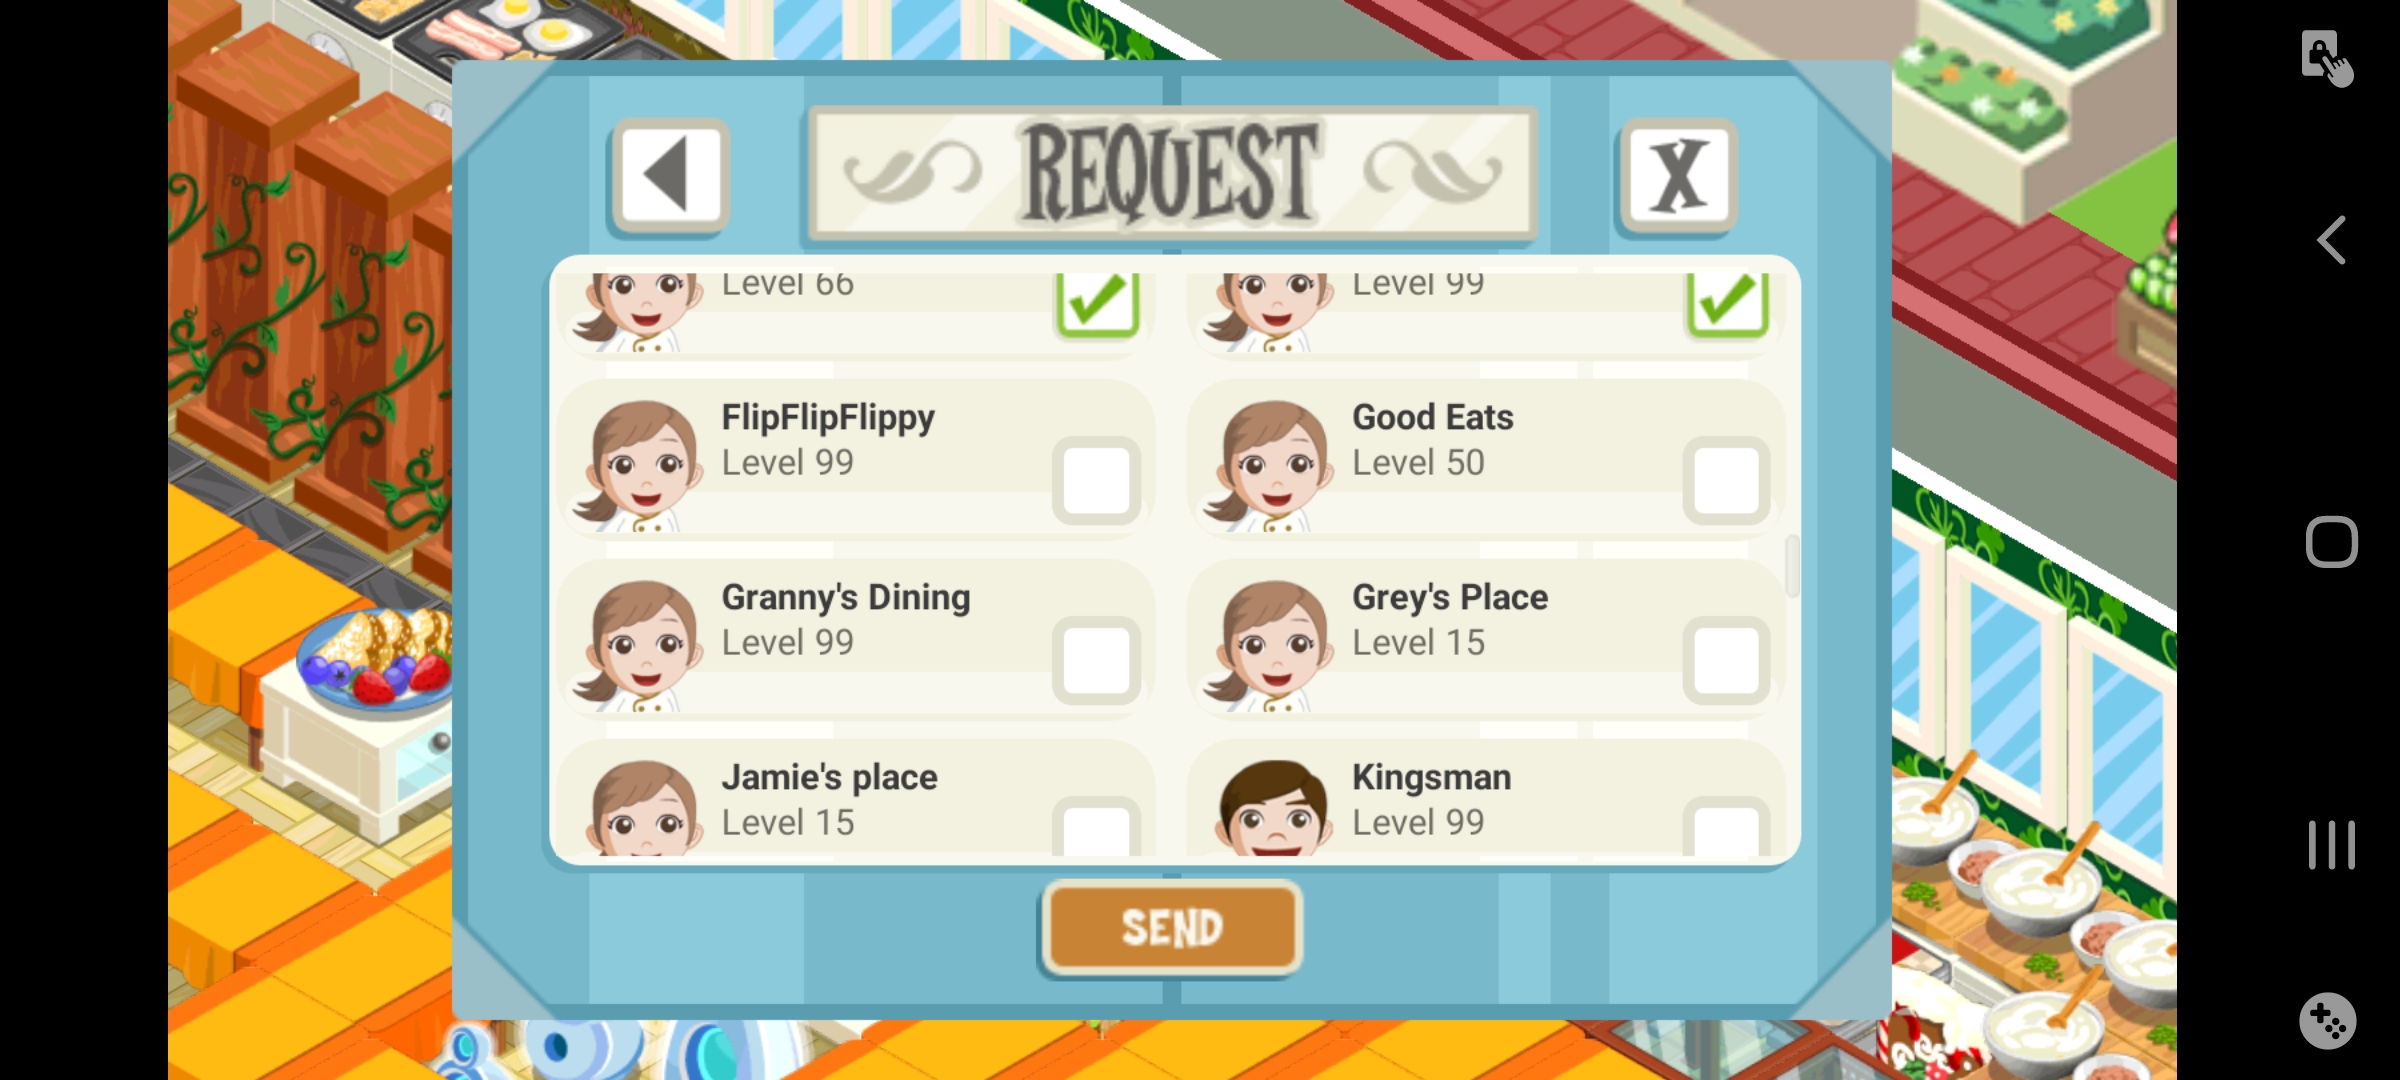 REQUEST
X
Level 66
Level 99
FlipFlipFlippy
Level 99
Good Eats
Level 50
Granny's Dining
Level 99
Grey's Place
Level 15
Jamie's place
Level 15
Kingsman
Level 99
SEND